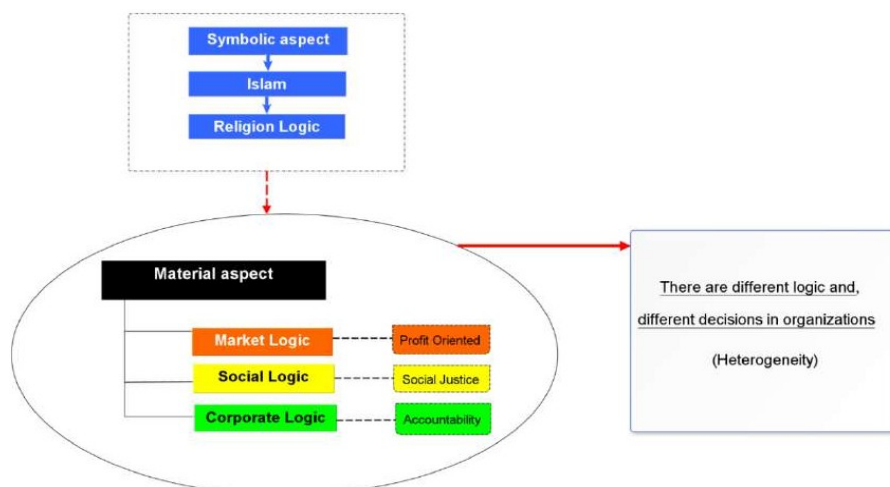 Symbolic aspect
Islam
Religion Logic
Material aspect
Market Logic
Profit Oriented
Social Logic
Social Justice
Corporate Logic
Accountability
There are different logic and,
different decisions in organizations
(Heterogeneity)